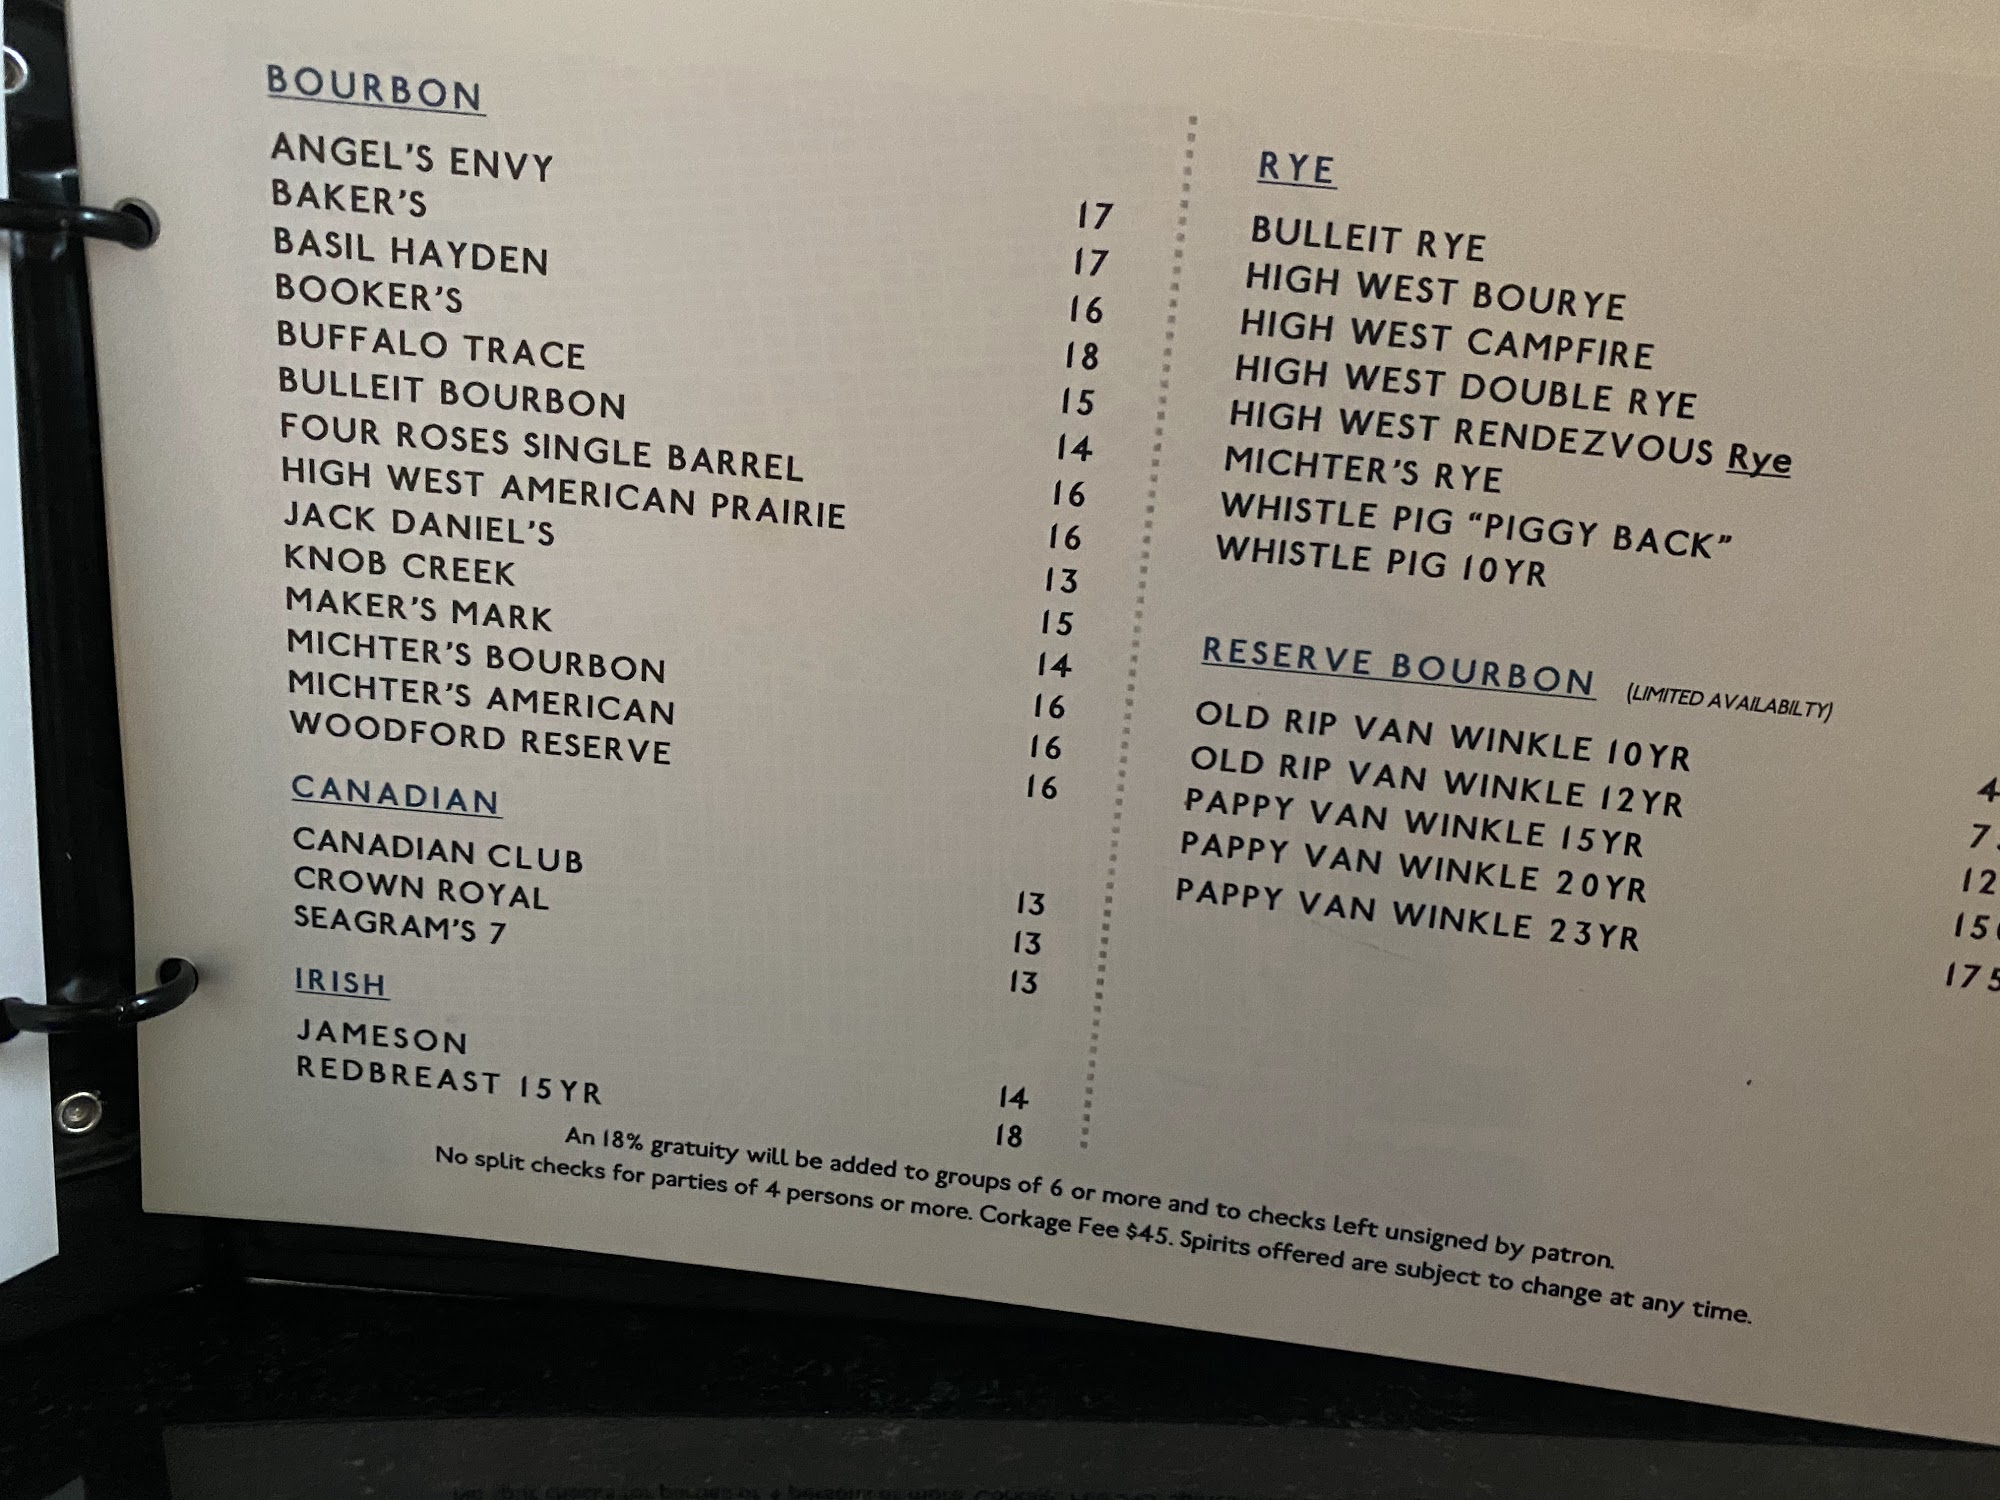 BOURBON
ANGEL'S ENVY 17
BAKER'S 17
BASIL HAYDEN 16
BOOKER'S 18
BUFFALO TRACE 15
BULLEIT BOURBON 14
FOUR ROSES SINGLE BARREL 16
HIGH WEST AMERICAN PRAIRIE 16
JACK DANIEL'S 13
KNOB CREEK 15
MAKER'S MARK 14
MICHTER'S BOURBON 16
MICHTER'S AMERICAN 16
WOODFORD RESERVE 16
CANADIAN
CANADIAN CLUB 13
CROWN ROYAL 13
SEAGRAM'S 7 13
IRISH
JAMESON 14
REDBREAST 15YR 18
RYE
BULLEIT RYE
HIGH WEST BOURYE
HIGH WEST CAMPFIRE
HIGH WEST DOUBLE RYE
HIGH WEST RENDEZVOUS Rye
MICHTER'S RYE
WHISTLE PIG "PIGGY BACK"
WHISTLE PIG 10YR
RESERVE BOURBON (LIMITED AVAILABILTY)
OLD RIP VAN WINKLE 10YR
OLD RIP VAN WINKLE 12YR
PAPPY VAN WINKLE 15YR
PAPPY VAN WINKLE 20YR
PAPPY VAN WINKLE 23YR
An 18% gratuity will be added to groups of 6 or more and to checks left unsigned by patron.
No split checks for parties of 4 persons or more. Corkage Fee $45. Spirits offered are subject to change at any time.